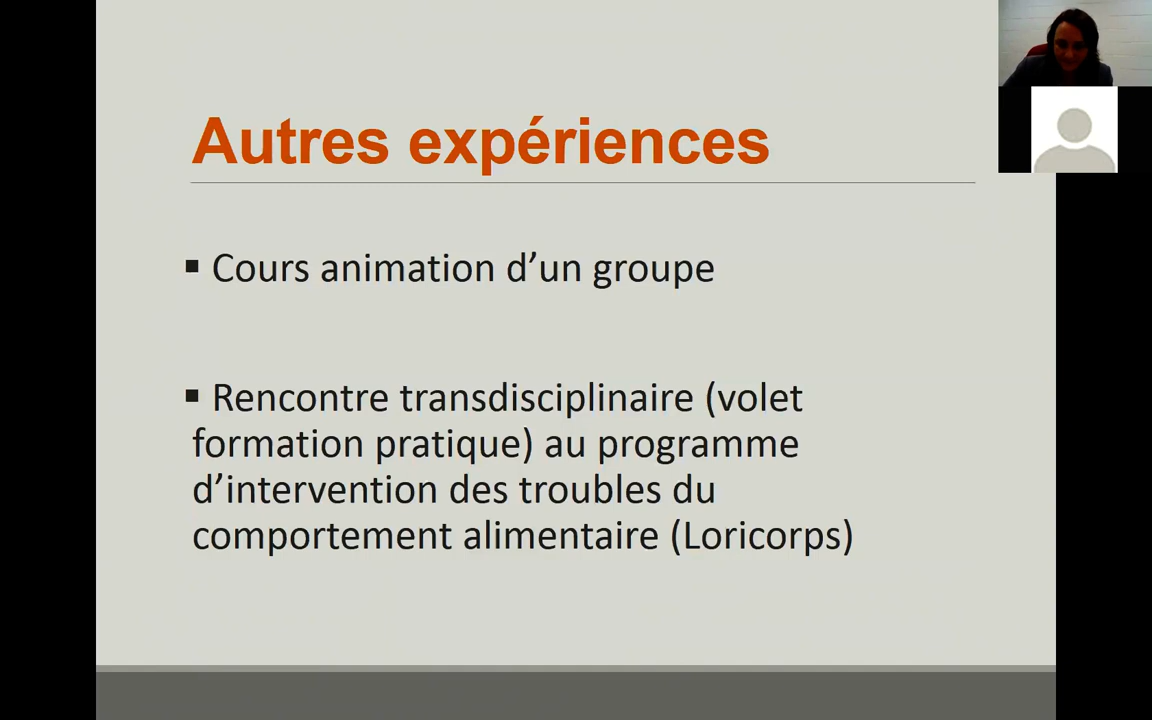 Autres expériences
▪ Cours animation d’un groupe
▪ Rencontre transdisciplinaire (volet
formation pratique) au programme
d’intervention des troubles du
comportement alimentaire (Loricorps)